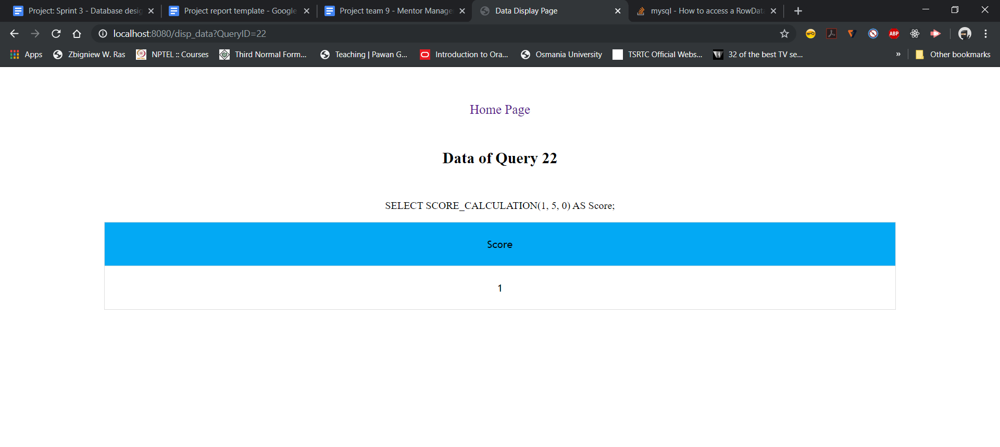 Project: Sprint 3 - Database desig
Project report template - Google
Project team 9 - Mentor Manage
Data Display Page
mysql - How to access a RowData
localhost:8080/disp_data?QueryID=22
ABP
Apps
Zbigniew W. Ras
NPTEL :: Courses
Third Normal Form...
Teaching | Pawan G...
Introduction to Ora...
Osmania University
TSRTC Official Webs...
32 of the best TV se...
»
Other bookmarks
Home Page
Data of Query 22
SELECT SCORE_CALCULATION(1, 5, 0) AS Score;
Score
1